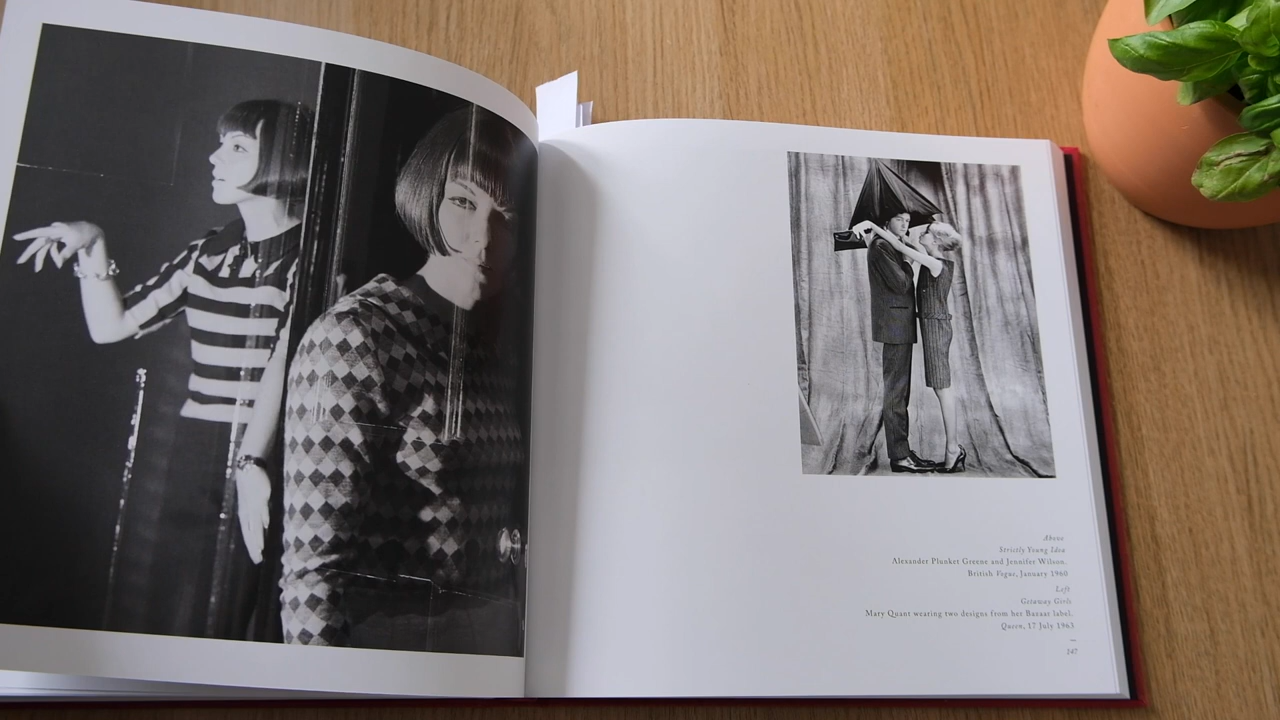 Above
Strictly Young Idea
Alexander Plunket Greene and Jennifer Wilson.
British Vogue, January 1960
Left
Getaway Girls
Mary Quant wearing two designs from her Bazaar label.
Queen, 17 July 1963
—
247